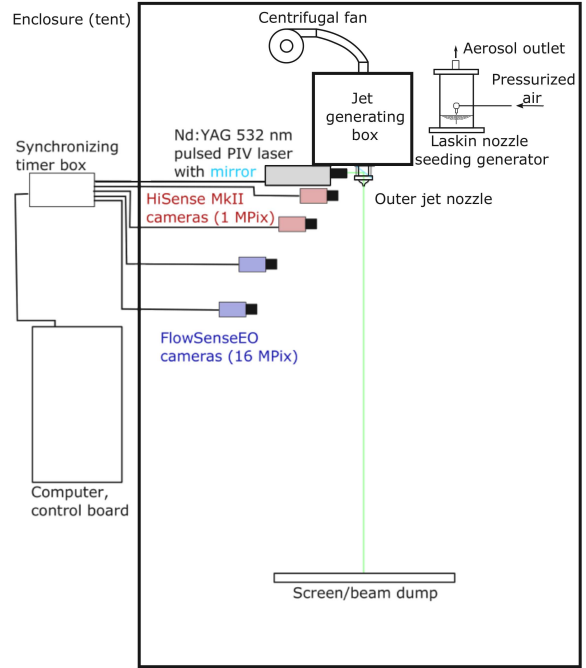 Enclosure (tent)
Centrifugal fan
Aerosol outlet
Pressurized
air
Jet
generating
box
Laskin nozzle
seeding generator
Nd:YAG 532 nm
pulsed PIV laser
with mirror
Synchronizing
timer box
Outer jet nozzle
HiSense MkII
cameras (1 MPix)
FlowSenseEO
cameras (16 MPix)
Computer,
control board
Screen/beam dump